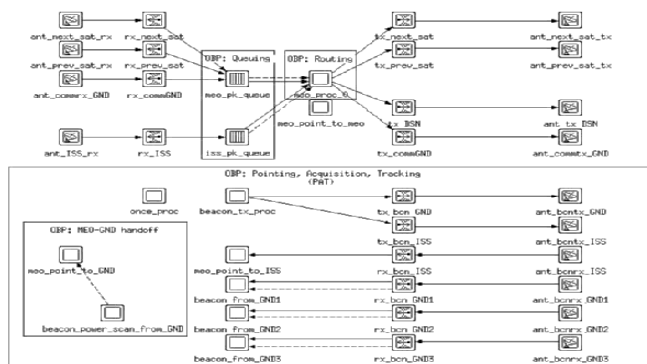 ant_next_sat_rx rx_next_sat tx_next_sat ant_next_sat_tx
OBP: Queuing OBP: Routing
ant_prev_sat_rx rx_prev_sat tx_prev_sat ant_prev_sat_tx
ant_commrx_GND rx_commGND meo_pk_queue meo_proc_0
meo_point_to_meo tx_DSN ant_tx_DSN
ant_ISS_rx rx_ISS iss_pk_queue tx_commGND ant_commtx_GND
OBP: Pointing, Acquisition, Tracking
(PAT)
once_proc beacon_tx_proc tx_bcn_GND ant_bcntx_GND
OBP: MEO-GND handoff
tx_bcn_ISS ant_bcntx_ISS
meo_point_to_GND meo_point_to_ISS rx_bcn_ISS ant_bcnrx_ISS
beacon_from_GND1 rx_bcn_GND1 ant_bcnrx_GND1
beacon_power_scan_from_GND beacon_from_GND2 rx_bcn_GND2 ant_bcnrx_GND2
beacon_from_GND3 rx_bcn_GND3 ant_bcnrx_GND3